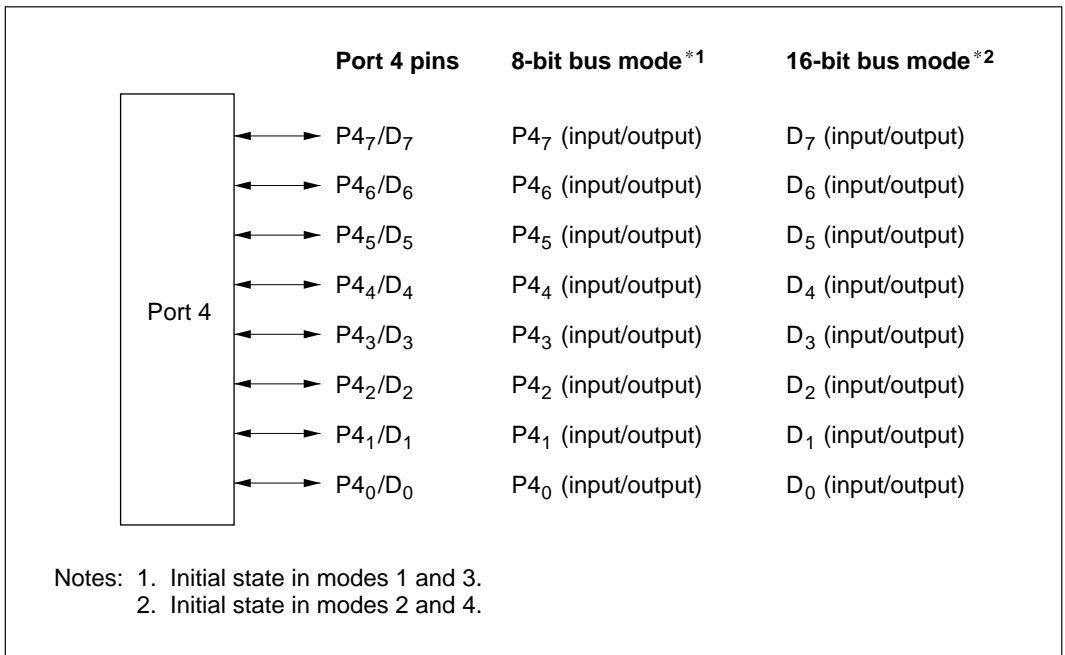 Port 4 pins 8-bit bus mode*1 16-bit bus mode*2
P4₇/D₇ P4₇ (input/output) D₇ (input/output)
P4₆/D₆ P4₆ (input/output) D₆ (input/output)
P4₅/D₅ P4₅ (input/output) D₅ (input/output)
P4₄/D₄ P4₄ (input/output) D₄ (input/output)
Port 4
P4₃/D₃ P4₃ (input/output) D₃ (input/output)
P4₂/D₂ P4₂ (input/output) D₂ (input/output)
P4₁/D₁ P4₁ (input/output) D₁ (input/output)
P4₀/D₀ P4₀ (input/output) D₀ (input/output)
Notes: 1. Initial state in modes 1 and 3.
2. Initial state in modes 2 and 4.